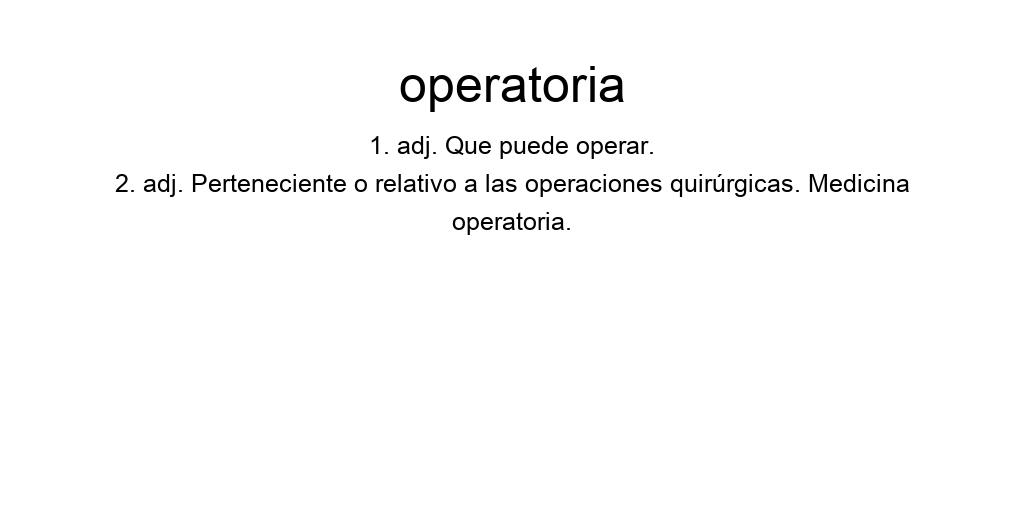 operatoria
1. adj. Que puede operar.
2. adj. Perteneciente o relativo a las operaciones quirúrgicas. Medicina
operatoria.